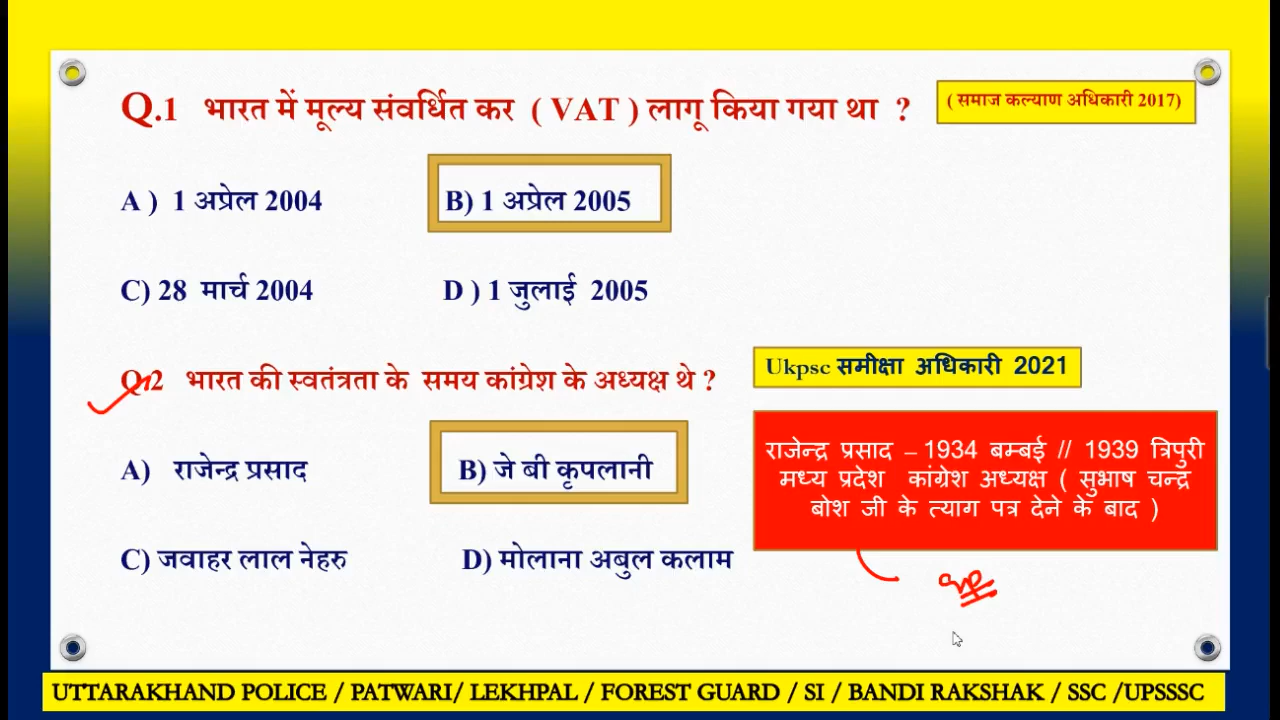 Q.1 भारत में मूल्य संवर्धित कर ( VAT ) लागू किया गया था ?
( समाज कल्याण अधिकारी 2017)
A ) 1 अप्रेल 2004
B) 1 अप्रेल 2005
C) 28 मार्च 2004
D ) 1 जुलाई 2005
Q.2 भारत की स्वतंत्रता के समय कांग्रेश के अध्यक्ष थे ?
Ukpsc समीक्षा अधिकारी 2021
A) राजेन्द्र प्रसाद
B) जे बी कृपलानी
राजेन्द्र प्रसाद – 1934 बम्बई // 1939 त्रिपुरी
मध्य प्रदेश कांग्रेश अध्यक्ष ( सुभाष चन्द्र
बोश जी के त्याग पत्र देने के बाद )
C) जवाहर लाल नेहरु
D) मोलाना अबुल कलाम
UTTARAKHAND POLICE / PATWARI/ LEKHPAL / FOREST GUARD / SI / BANDI RAKSHAK / SSC /UPSSSC